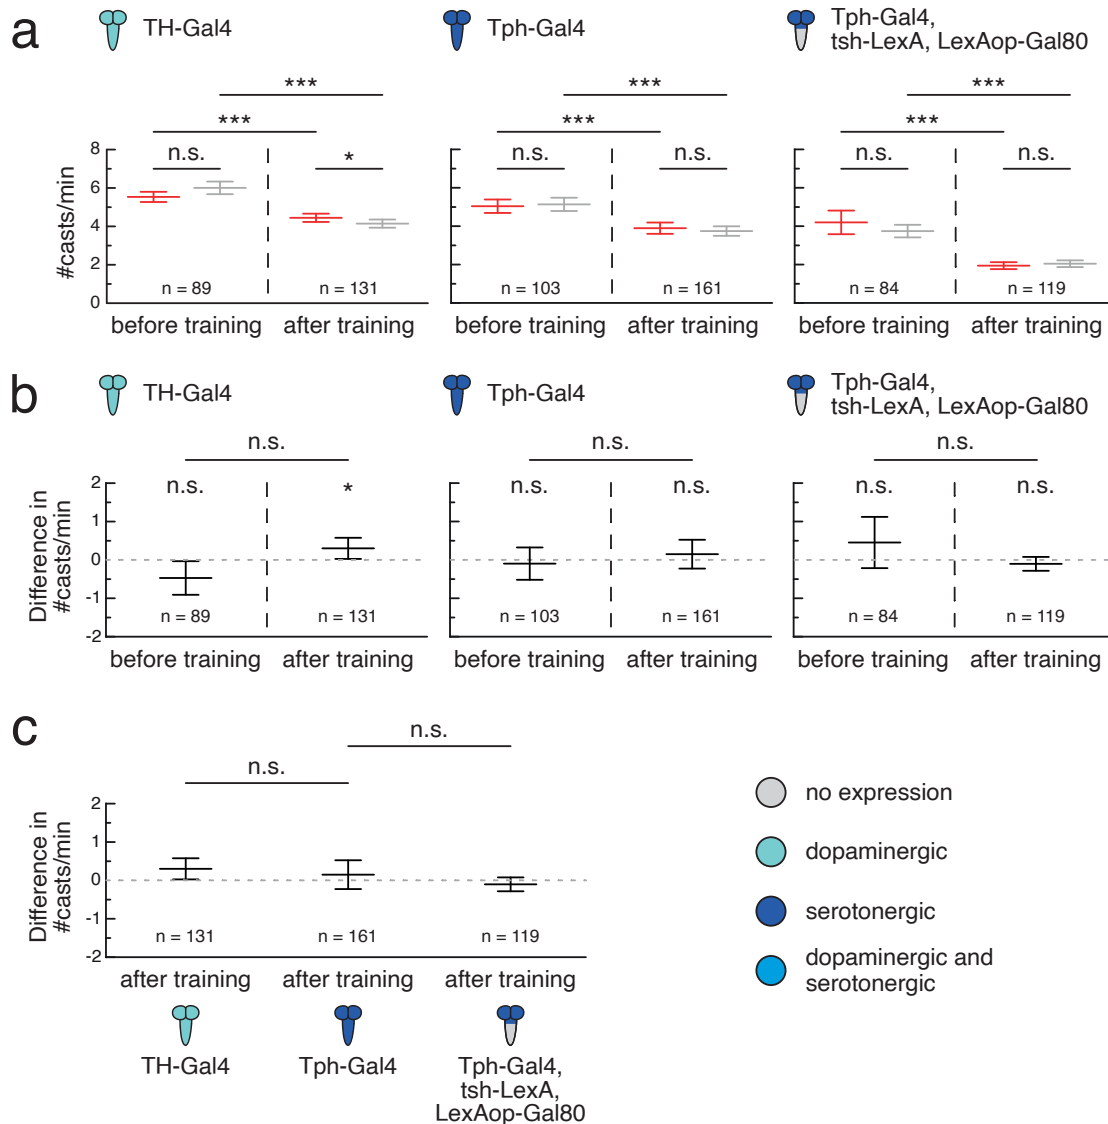 a
TH-Gal4
Tph-Gal4
Tph-Gal4,
tsh-LexA, LexAop-Gal80
*** *** ***
*** *** ***
#casts/min
8
6
4
2
0
n.s. * n.s. n.s. n.s. n.s.
n = 89 n = 131 n = 103 n = 161 n = 84 n = 119
before training after training before training after training before training after training
b
TH-Gal4
Tph-Gal4
Tph-Gal4,
tsh-LexA, LexAop-Gal80
n.s. n.s. n.s.
Difference in
#casts/min
2
1
0
-1
-2
n.s. * n.s. n.s. n.s. n.s.
n = 89 n = 131 n = 103 n = 161 n = 84 n = 119
before training after training before training after training before training after training
c
n.s.
n.s.
Difference in
#casts/min
2
1
0
-1
-2
n = 131 n = 161 n = 119
after training after training after training
TH-Gal4
Tph-Gal4
Tph-Gal4,
tsh-LexA,
LexAop-Gal80
no expression
dopaminergic
serotonergic
dopaminergic and
serotonergic